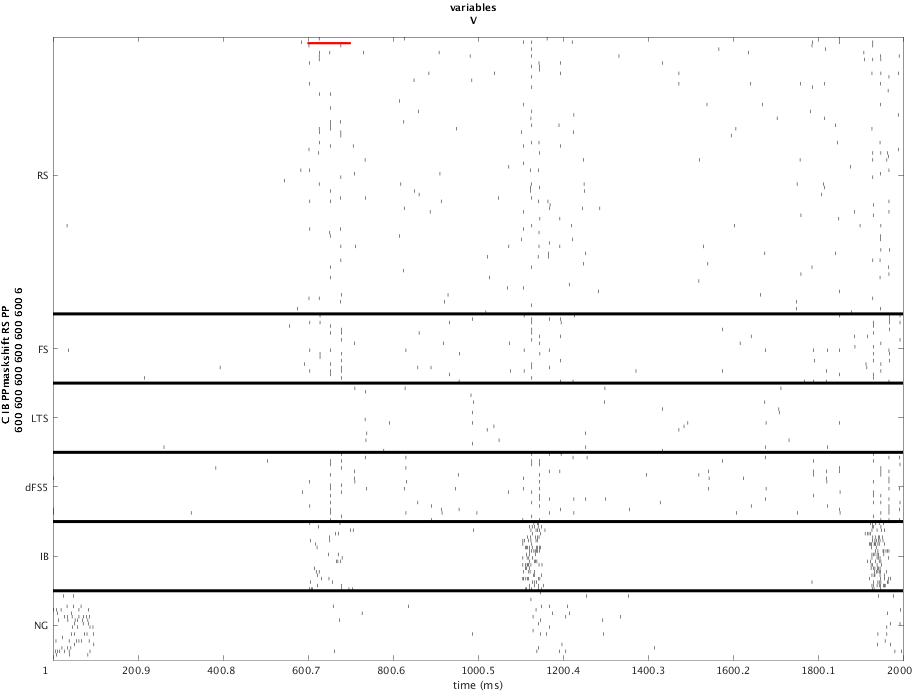 variables
V
C IB PPmaskshift RS PP
600 600 600 600 600 600 6
RS
FS
LTS
dFS5
IB
NG
1 200.9 400.8 600.7 800.6 1000.5 1200.4 1400.3 1600.2 1800.1 2000
time (ms)